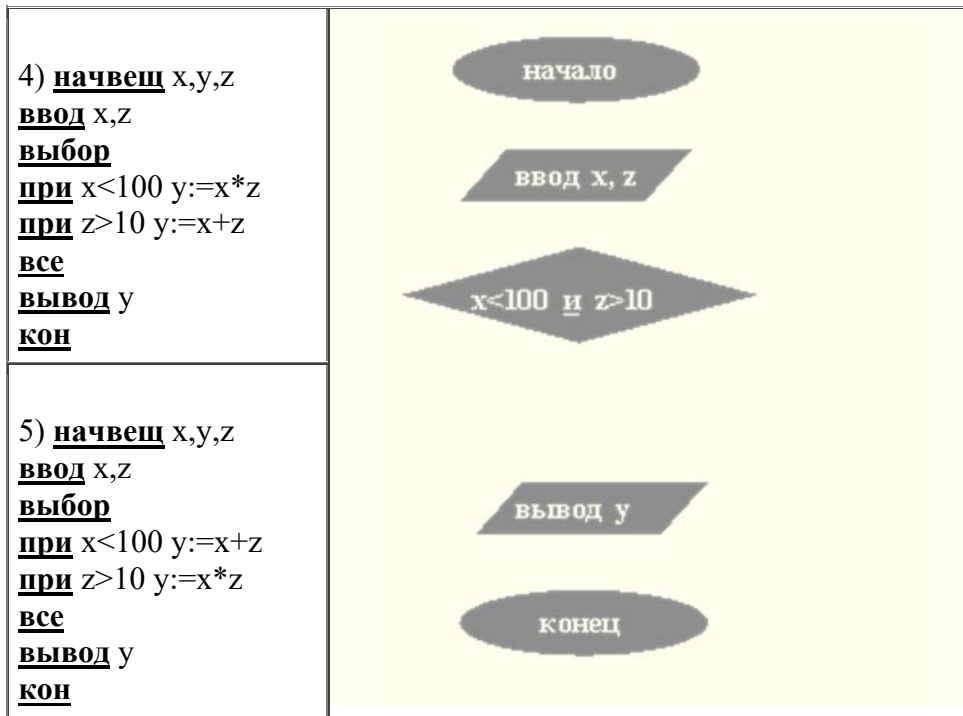 4) начвещ x,y,z
ввод x,z
выбор
при x<100 y:=x*z
при z>10 y:=x+z
все
вывод y
кон
5) начвещ x,y,z
ввод x,z
выбор
при x<100 y:=x+z
при z>10 y:=x*z
все
вывод y
кон
начало
ввод x, z
x<100 и z>10
вывод y
конец